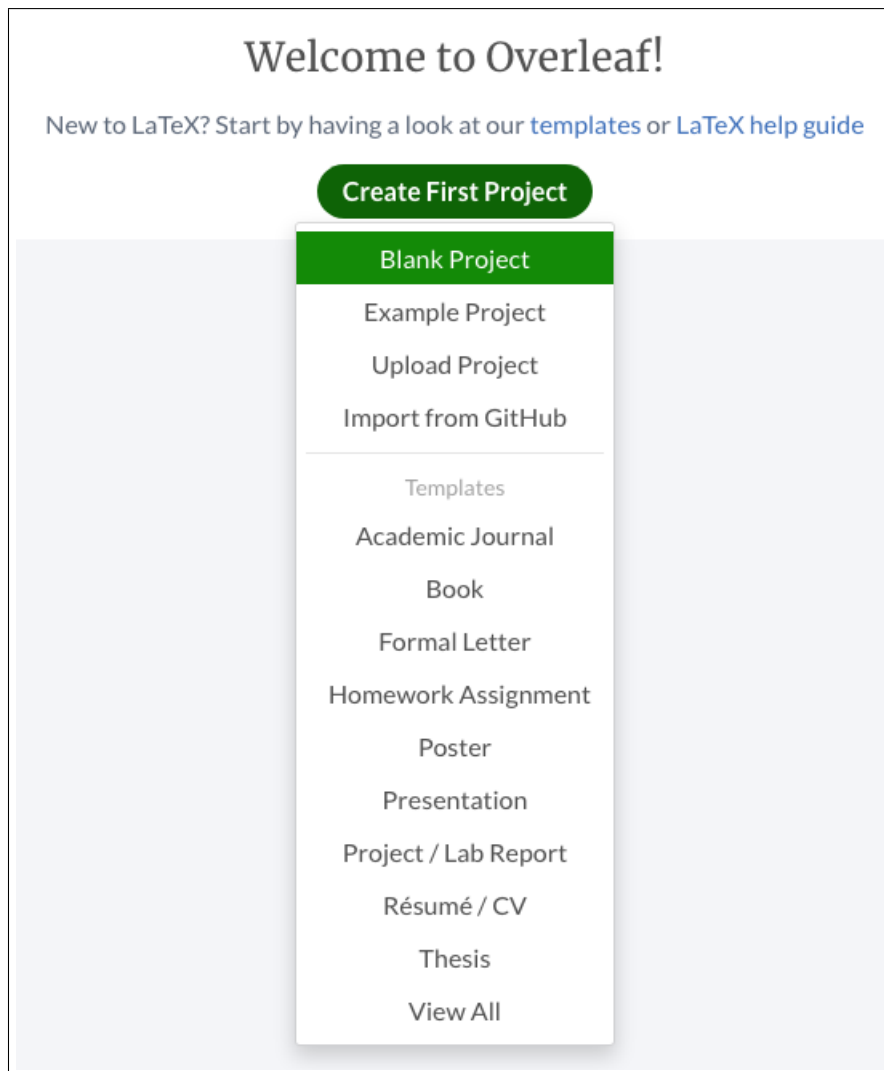 Welcome to Overleaf!
New to LaTeX? Start by having a look at our templates or LaTeX help guide
Create First Project
Blank Project
Example Project
Upload Project
Import from GitHub
Templates
Academic Journal
Book
Formal Letter
Homework Assignment
Poster
Presentation
Project / Lab Report
Résumé / CV
Thesis
View All